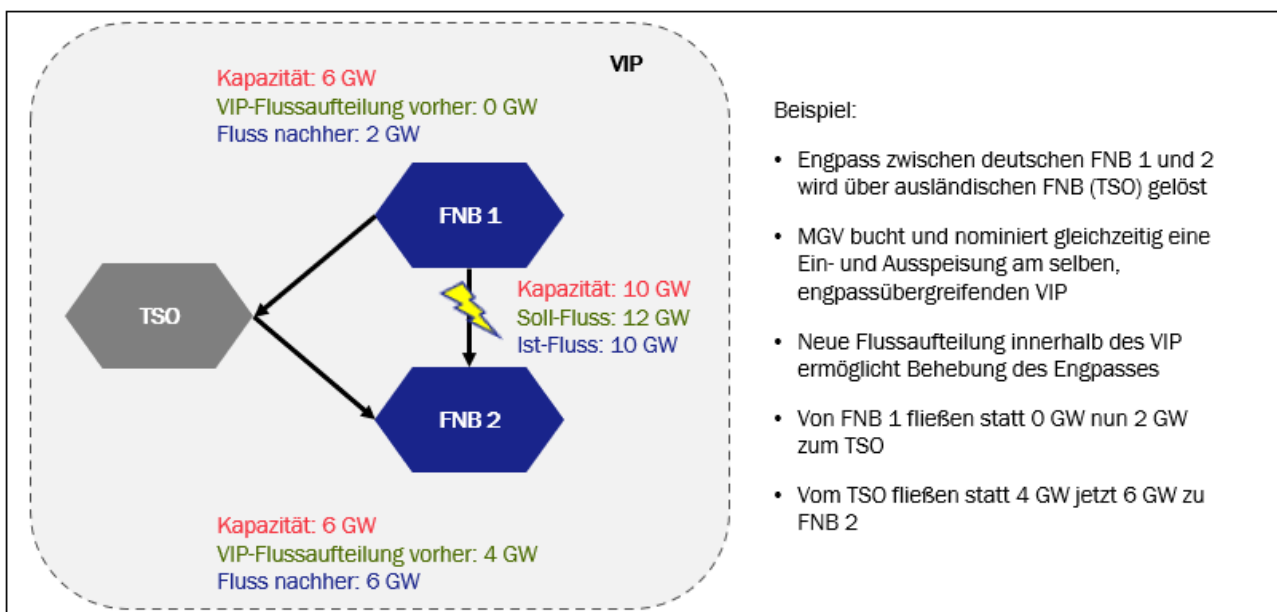 VIP
Kapazität: 6 GW
VIP-Flussaufteilung vorher: 0 GW
Fluss nachher: 2 GW
FNB 1
TSO
Kapazität: 10 GW
Soll-Fluss: 12 GW
Ist-Fluss: 10 GW
FNB 2
Kapazität: 6 GW
VIP-Flussaufteilung vorher: 4 GW
Fluss nachher: 6 GW
Beispiel:
• Engpass zwischen deutschen FNB 1 und 2
wird über ausländischen FNB (TSO) gelöst
• MGV bucht und nominiert gleichzeitig eine
Ein- und Ausspeisung am selben,
engpassübergreifenden VIP
• Neue Flussaufteilung innerhalb des VIP
ermöglicht Behebung des Engpasses
• Von FNB 1 fließen statt 0 GW nun 2 GW
zum TSO
• Vom TSO fließen statt 4 GW jetzt 6 GW zu
FNB 2